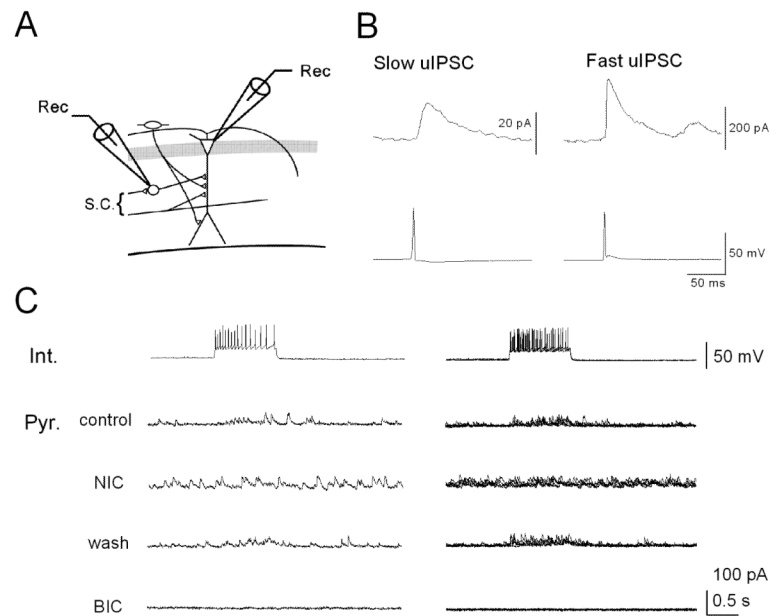 A
Rec
Rec
S.C.
B
Slow uIPSC
Fast uIPSC
20 pA
200 pA
50 mV
50 ms
C
Int.
50 mV
Pyr.
control
NIC
wash
BIC
100 pA
0.5 s